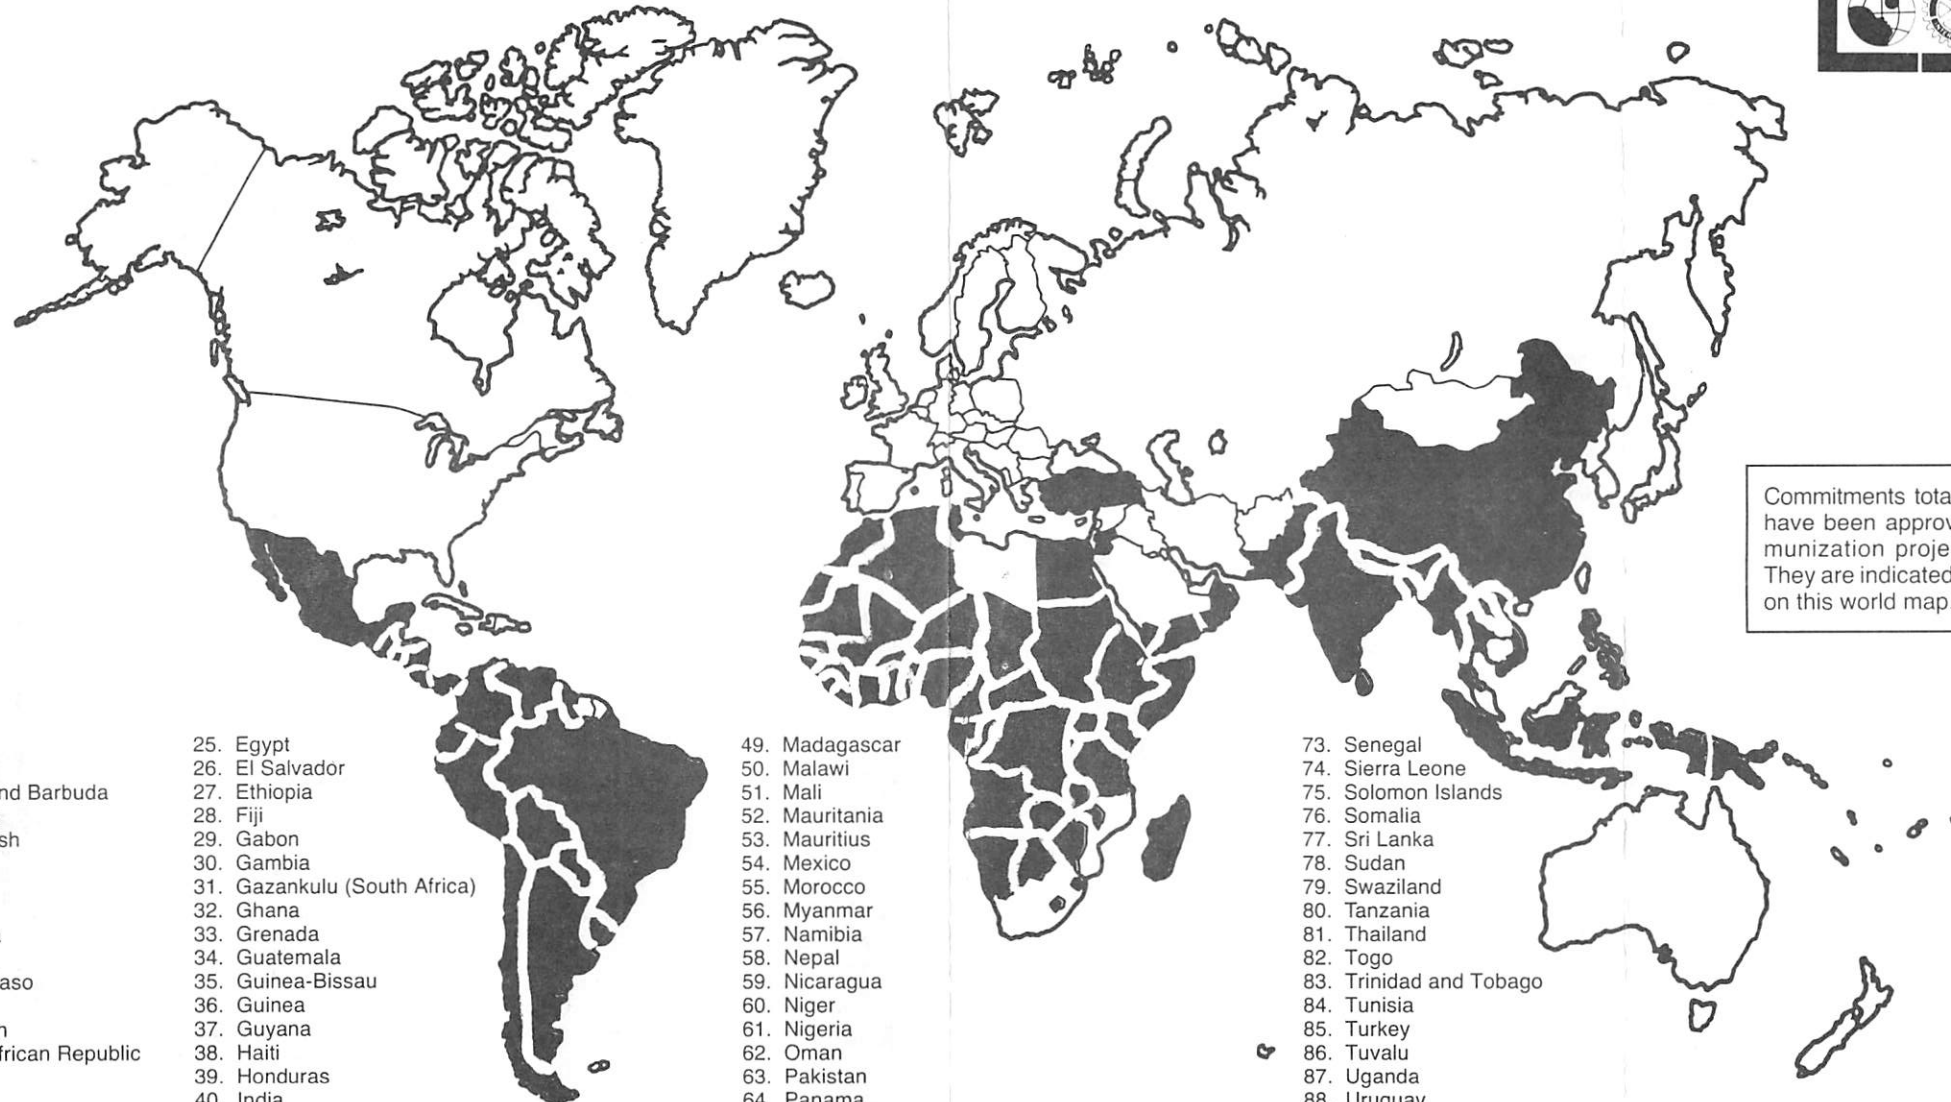 Commitments tota
have been approv
munization proje
They are indicated
on this world map
nd Barbuda
sh
aso
n
frican Republic
25. Egypt
26. El Salvador
27. Ethiopia
28. Fiji
29. Gabon
30. Gambia
31. Gazankulu (South Africa)
32. Ghana
33. Grenada
34. Guatemala
35. Guinea-Bissau
36. Guinea
37. Guyana
38. Haiti
39. Honduras
40. India
49. Madagascar
50. Malawi
51. Mali
52. Mauritania
53. Mauritius
54. Mexico
55. Morocco
56. Myanmar
57. Namibia
58. Nepal
59. Nicaragua
60. Niger
61. Nigeria
62. Oman
63. Pakistan
64. Panama
73. Senegal
74. Sierra Leone
75. Solomon Islands
76. Somalia
77. Sri Lanka
78. Sudan
79. Swaziland
80. Tanzania
81. Thailand
82. Togo
83. Trinidad and Tobago
84. Tunisia
85. Turkey
86. Tuvalu
87. Uganda
88. Uruguay